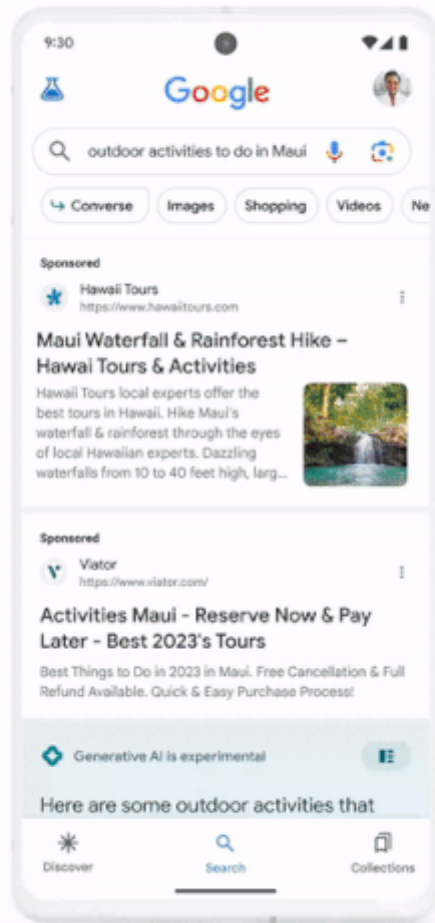 9:30
Google
outdoor activities to do in Maui
Converse Images Shopping Videos Ne
Sponsored
Hawaii Tours
https://www.hawaiitours.com
Maui Waterfall & Rainforest Hike –
Hawai Tours & Activities
Hawaii Tours local experts offer the
best tours in Hawaii. Hike Maui's
waterfall & rainforest through the eyes
of local Hawaiian experts. Dazzling
waterfalls from 10 to 40 feet high, larg...
Sponsored
Viator
https://www.viator.com/
Activities Maui - Reserve Now & Pay
Later - Best 2023's Tours
Best Things to Do in 2023 in Maui. Free Cancellation & Full
Refund Available. Quick & Easy Purchase Process!
Generative AI is experimental
Here are some outdoor activities that
Discover Search Collections